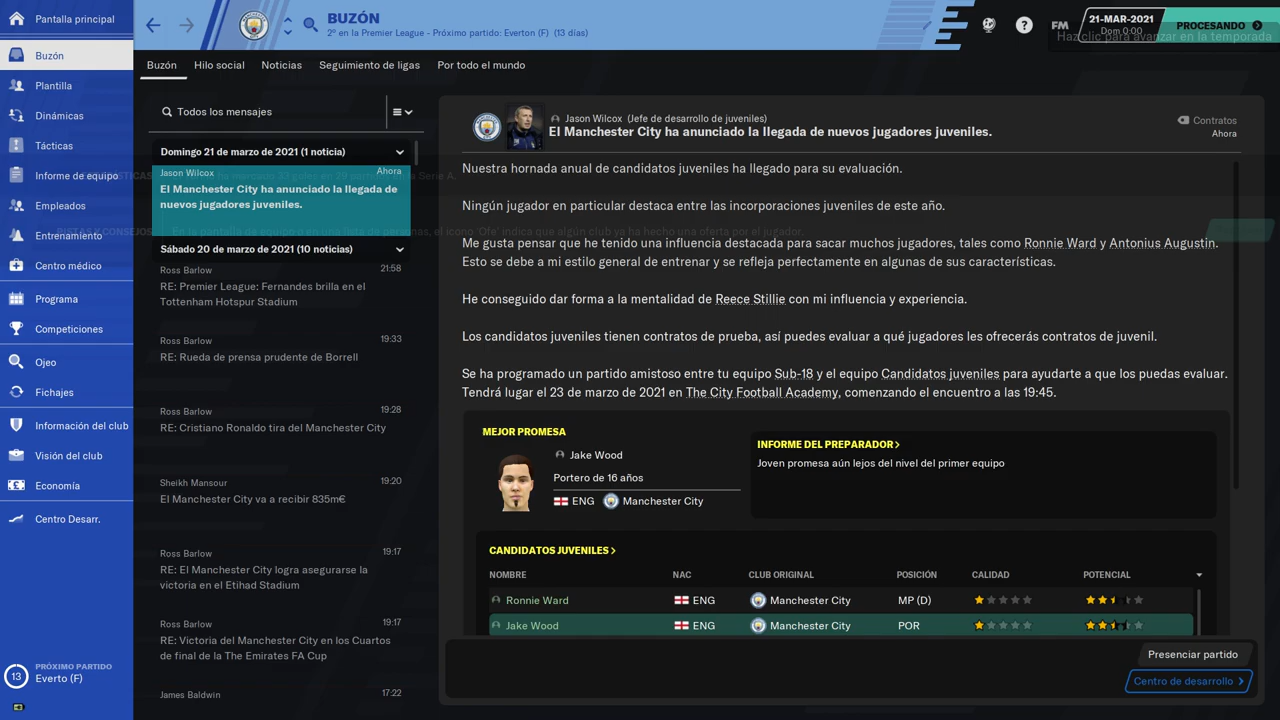 Pantalla principal
Buzón
Plantilla
Dinámicas
Tácticas
Informe de equipo
Empleados
Entrenamiento
Centro médico
Programa
Competiciones
Ojeo
Fichajes
Información del club
Visión del club
Economía
Centro Desarr.
13
PRÓXIMO PARTIDO
Everto (F)
BUZÓN
2º en la Premier League - Próximo partido: Everton (F) (13 días)
?
FM
21-MAR-2021
Dom 0:00
PROCESANDO
Haz clic para avanzar en la temporada
Buzón
Hilo social
Noticias
Seguimiento de ligas
Por todo el mundo
Todos los mensajes
Domingo 21 de marzo de 2021 (1 noticia)
Jason Wilcox
Ahora
El Manchester City ha anunciado la llegada de
nuevos jugadores juveniles.
Sábado 20 de marzo de 2021 (10 noticias)
Ross Barlow
21:58
RE: Premier League: Fernandes brilla en el
Tottenham Hotspur Stadium
Ross Barlow
19:33
RE: Rueda de prensa prudente de Borrell
Ross Barlow
19:28
RE: Cristiano Ronaldo tira del Manchester City
Sheikh Mansour
19:20
El Manchester City va a recibir 835m€
Ross Barlow
19:17
RE: El Manchester City logra asegurarse la
victoria en el Etihad Stadium
Ross Barlow
19:17
RE: Victoria del Manchester City en los Cuartos
de final de la The Emirates FA Cup
James Baldwin
17:22
Jason Wilcox (Jefe de desarrollo de juveniles)
El Manchester City ha anunciado la llegada de nuevos jugadores juveniles.
Contratos
Ahora
Nuestra hornada anual de candidatos juveniles ha llegado para su evaluación.
Ningún jugador en particular destaca entre las incorporaciones juveniles de este año.
Me gusta pensar que he tenido una influencia destacada para sacar muchos jugadores, tales como Ronnie Ward y Antonius Augustin.
Esto se debe a mi estilo general de entrenar y se refleja perfectamente en algunas de sus características.
He conseguido dar forma a la mentalidad de Reece Stillie con mi influencia y experiencia.
Los candidatos juveniles tienen contratos de prueba, así puedes evaluar a qué jugadores les ofrecerás contratos de juvenil.
Se ha programado un partido amistoso entre tu equipo Sub-18 y el equipo Candidatos juveniles para ayudarte a que los puedas evaluar.
Tendrá lugar el 23 de marzo de 2021 en The City Football Academy, comenzando el encuentro a las 19:45.
MEJOR PROMESA
Jake Wood
Portero de 16 años
ENG
Manchester City
INFORME DEL PREPARADOR
Joven promesa aún lejos del nivel del primer equipo
CANDIDATOS JUVENILES
NOMBRE
NAC
CLUB ORIGINAL
POSICIÓN
CALIDAD
POTENCIAL
Ronnie Ward
ENG
Manchester City
MP (D)
Jake Wood
ENG
Manchester City
POR
Presenciar partido
Centro de desarrollo